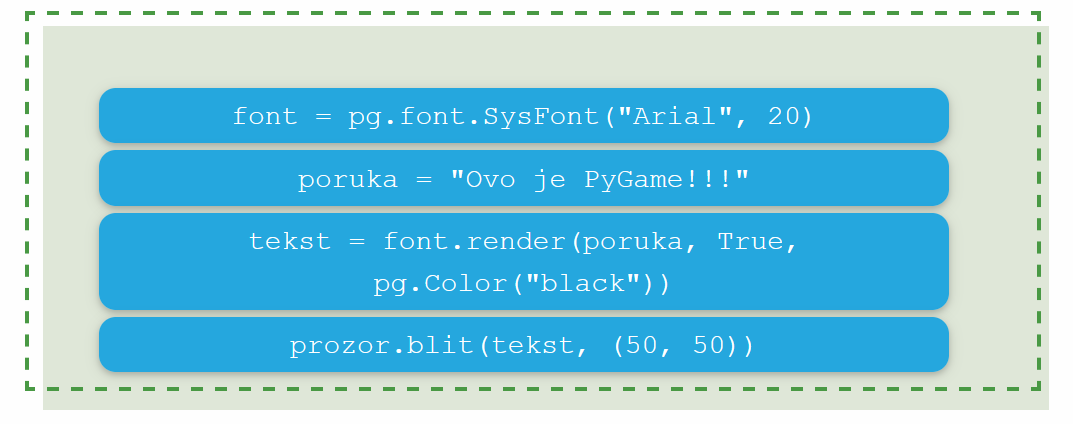 font = pg.font.SysFont("Arial", 20)
poruka = "Ovo je PyGame!!!"
tekst = font.render(poruka, True,
pg.Color("black"))
prozor.blit(tekst, (50, 50))